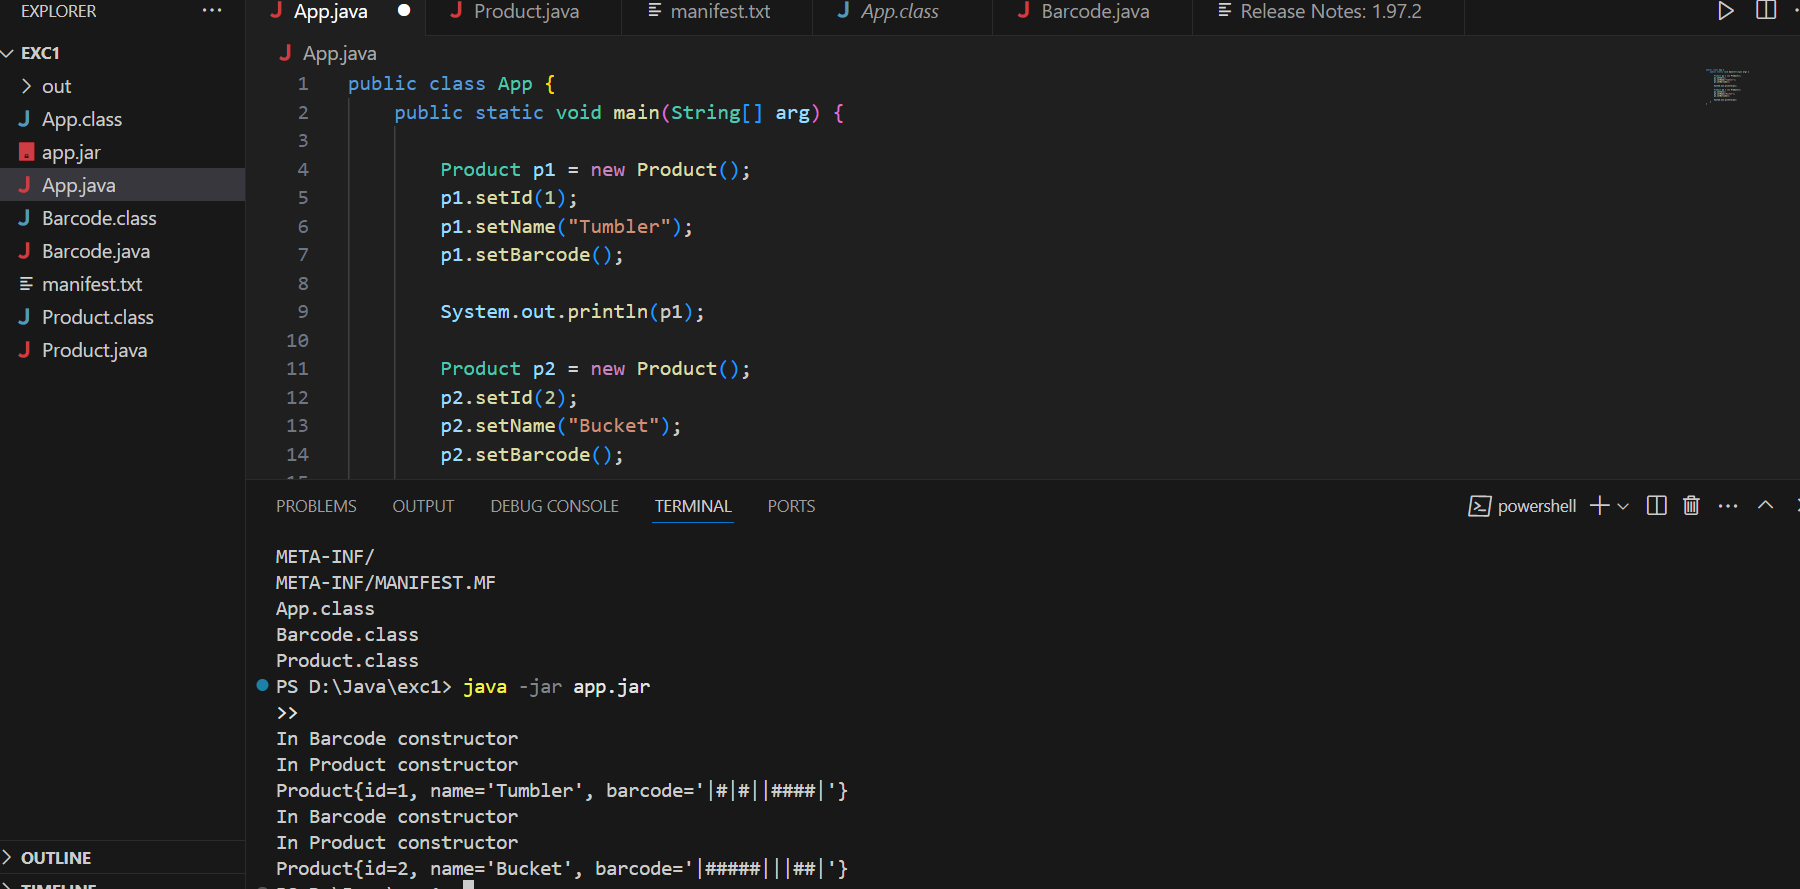 EXPLORER
EXC1
out
App.class
app.jar
App.java
Barcode.class
Barcode.java
manifest.txt
Product.class
Product.java
OUTLINE
TIMELINE
App.java Product.java manifest.txt App.class Barcode.java Release Notes: 1.97.2
App.java
1 public class App {
2 public static void main(String[] arg) {
3
4 Product p1 = new Product();
5 p1.setId(1);
6 p1.setName("Tumbler");
7 p1.setBarcode();
8
9 System.out.println(p1);
10
11 Product p2 = new Product();
12 p2.setId(2);
13 p2.setName("Bucket");
14 p2.setBarcode();
PROBLEMS OUTPUT DEBUG CONSOLE TERMINAL PORTS powershell
META-INF/
META-INF/MANIFEST.MF
App.class
Barcode.class
Product.class
PS D:\Java\exc1> java -jar app.jar
>>
In Barcode constructor
In Product constructor
Product{id=1, name='Tumbler', barcode='|#|#||####|'}
In Barcode constructor
In Product constructor
Product{id=2, name='Bucket', barcode='|#####|||##|'}